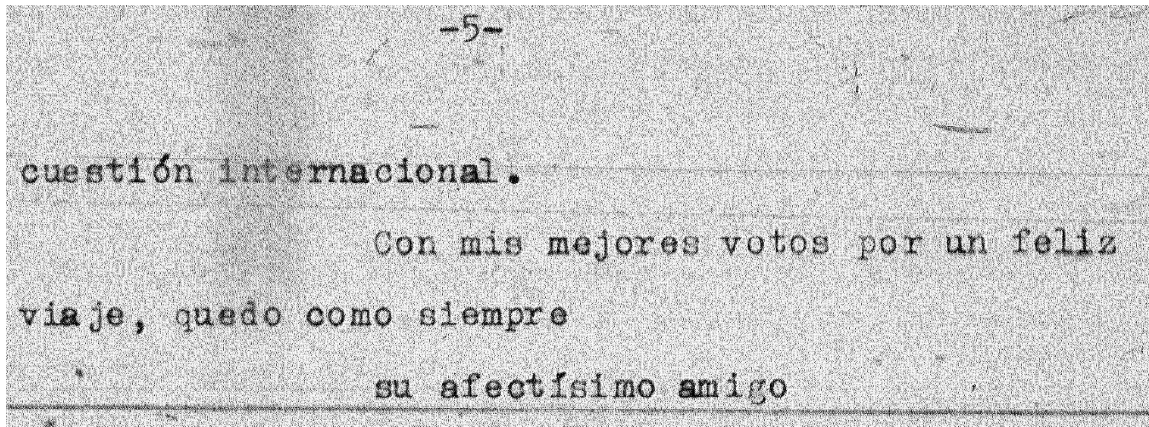 -5-
cuestión internacional.
Con mis mejores votos por un feliz
viaje, quedo como siempre
su afectísimo amigo